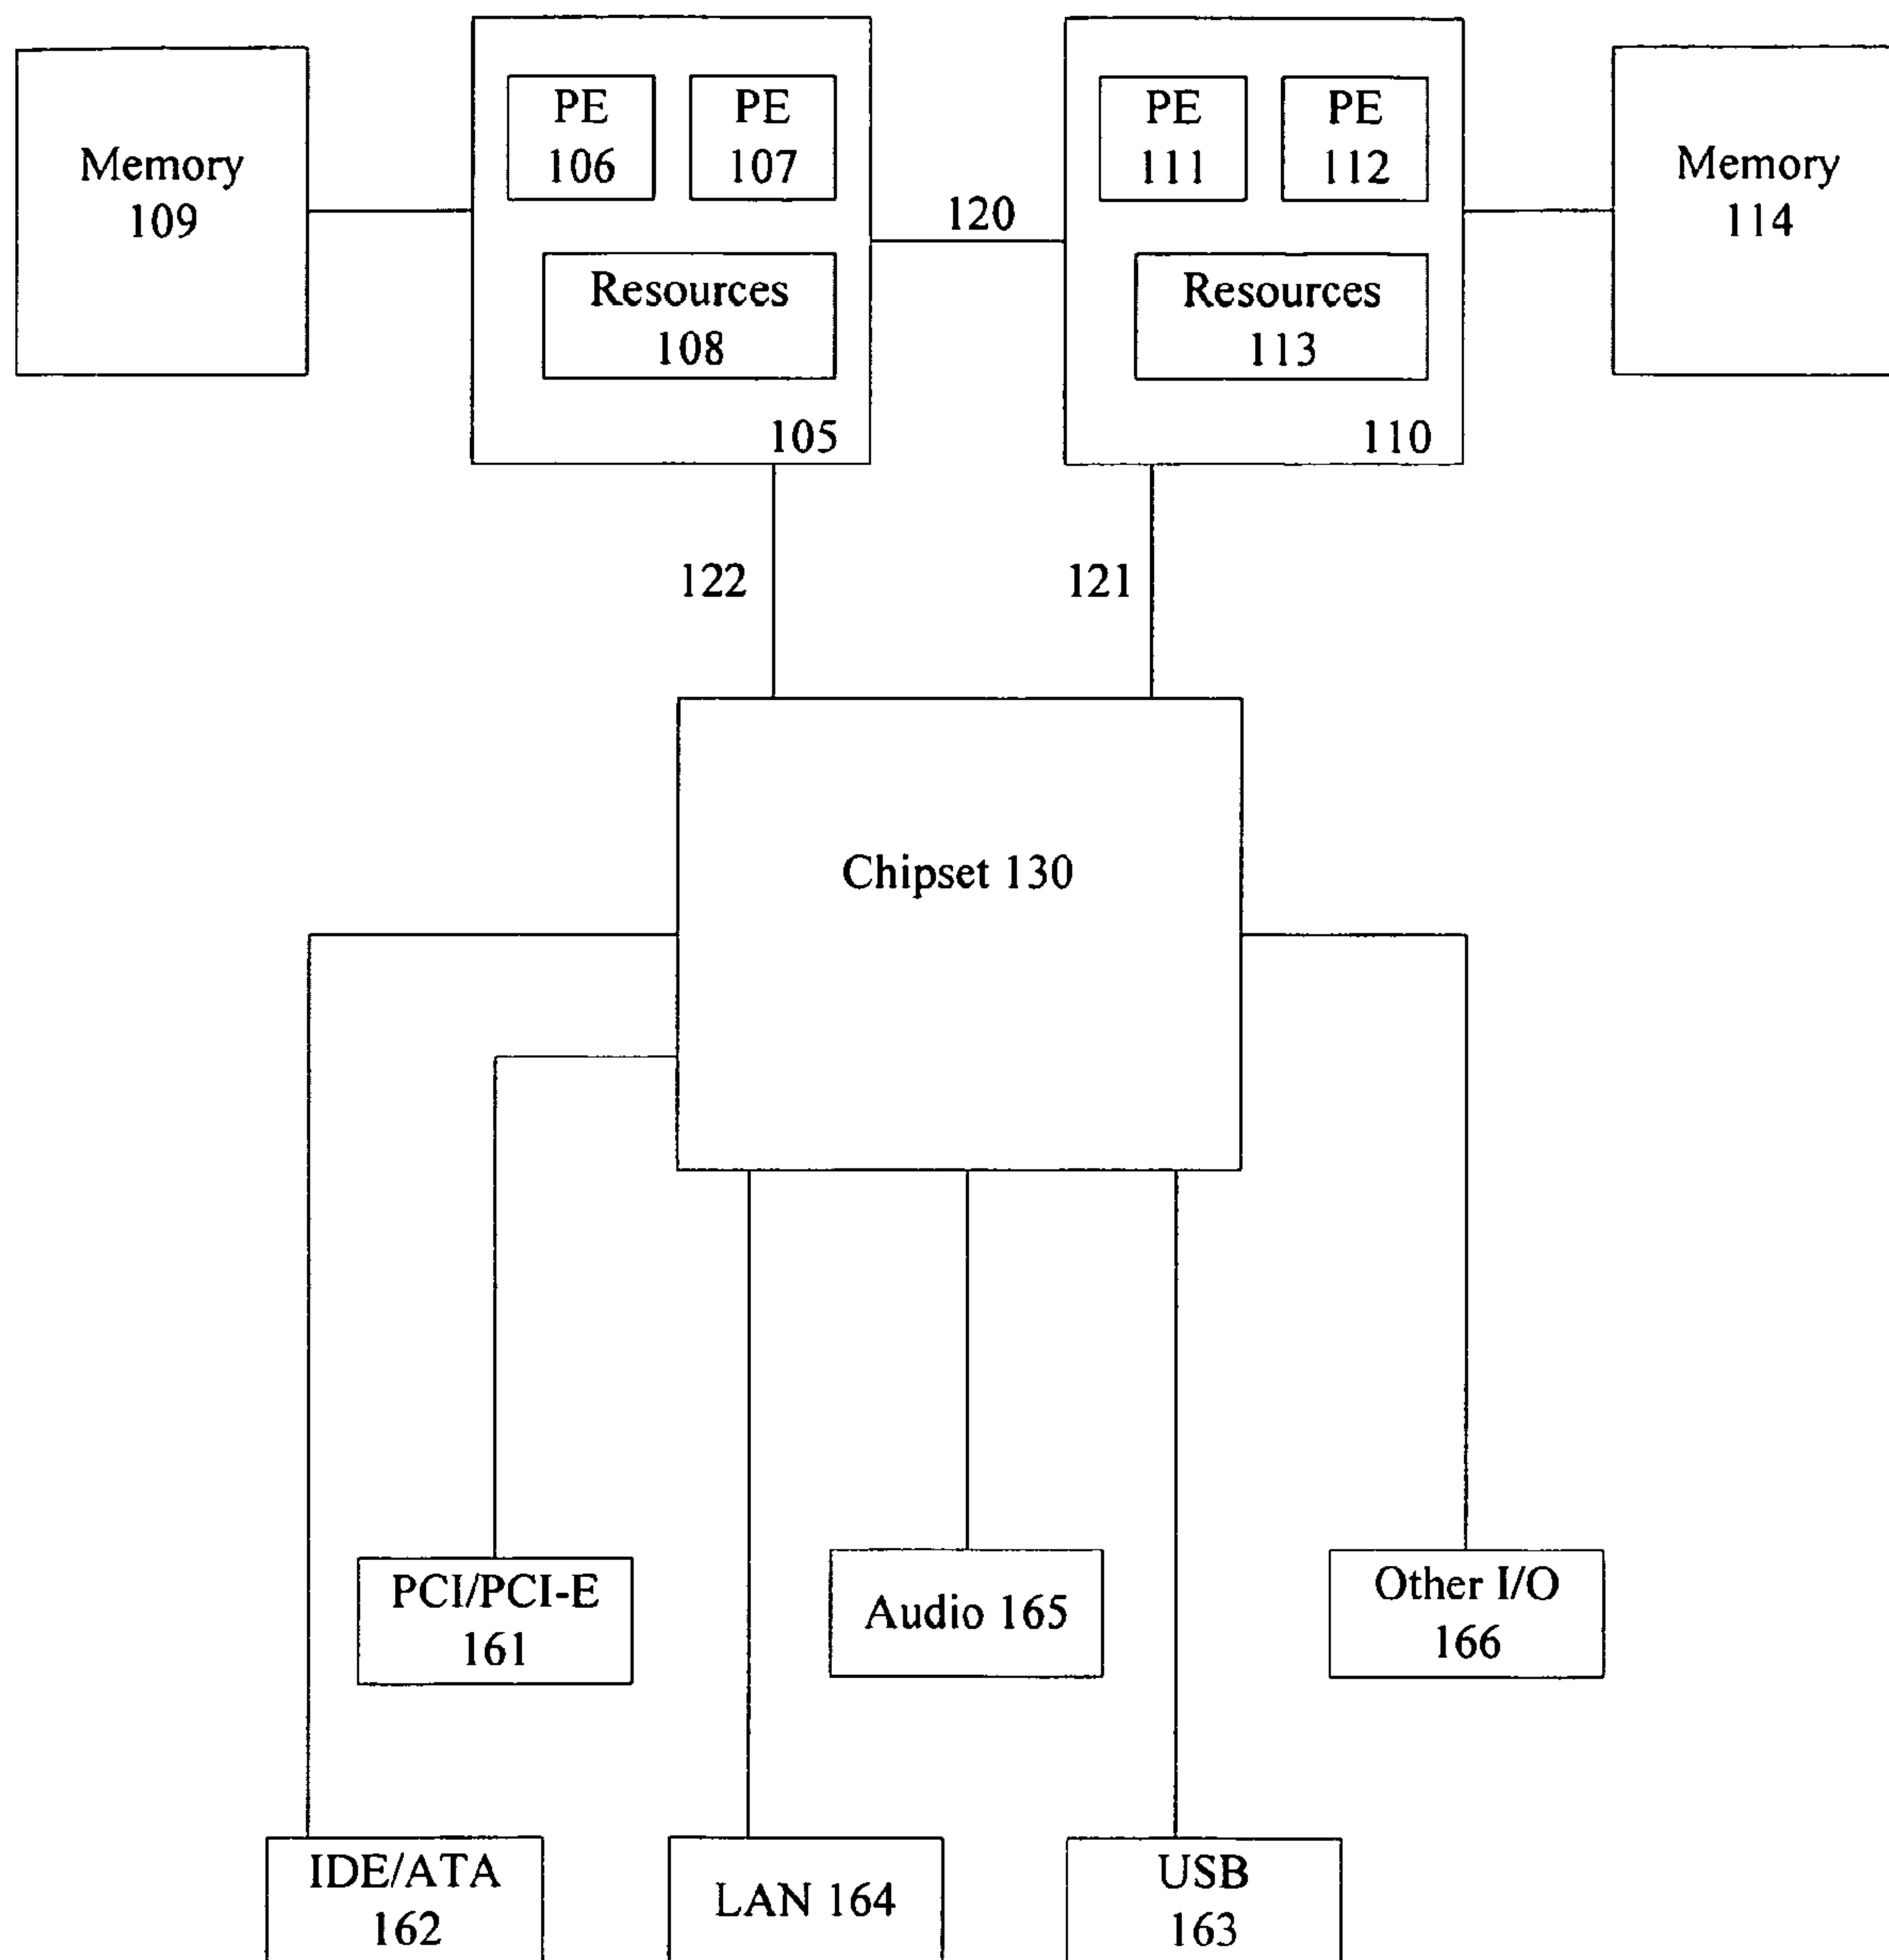 Memory
109
PE
106
PE
107
Resources
108
105
120
PE
111
PE
112
Resources
113
110
Memory
114
122
121
Chipset 130
PCI/PCI-E
161
Audio 165
Other I/O
166
IDE/ATA
162
LAN 164
USB
163